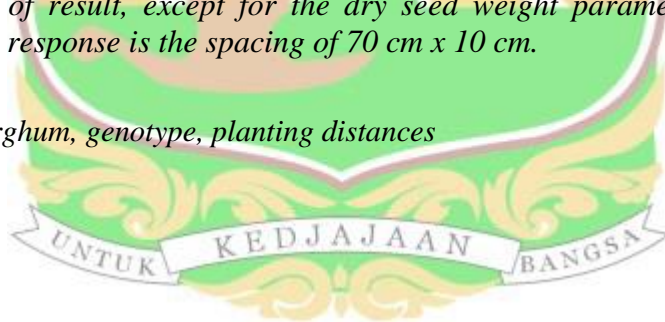 of result, except for the dry seed weight parame
response is the spacing of 70 cm x 10 cm.
rghum, genotype, planting distances
UNTUK KEDJAJAAN BANGSA